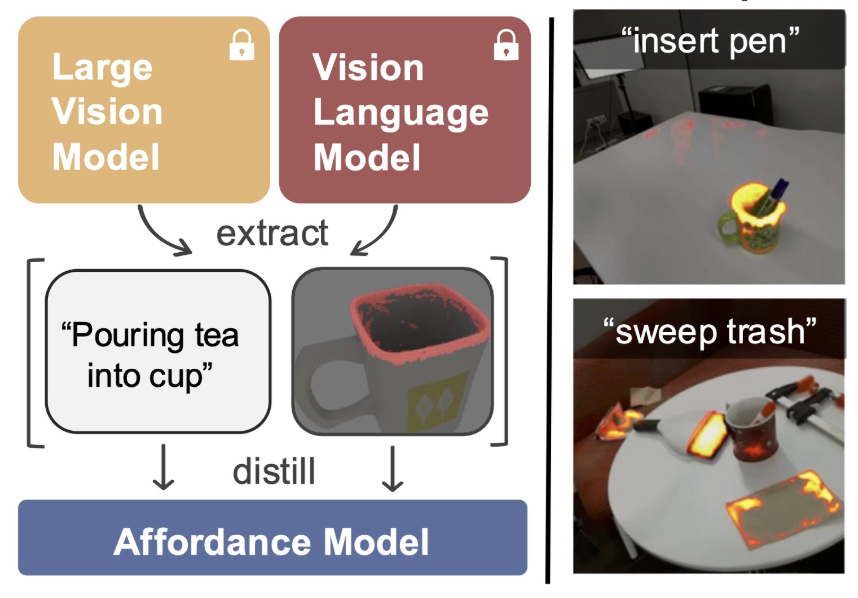 Large
Vision
Model
Vision
Language
Model
extract
“Pouring tea
into cup”
distill
Affordance Model
“insert pen”
“sweep trash”